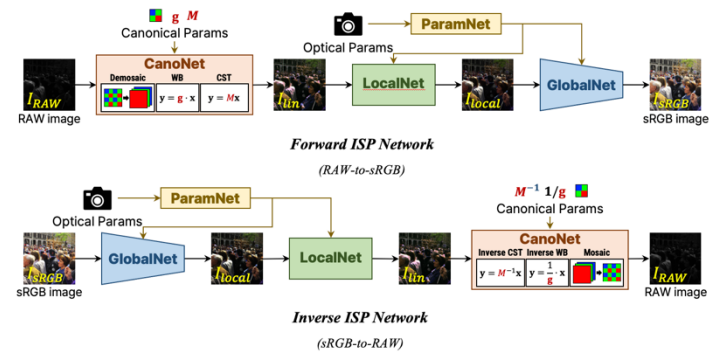 g M
Canonical Params
CanoNet
Demosaic WB CST
y = g · x y = Mx
I_RAW
RAW image
I_lin
Optical Params
ParamNet
LocalNet
I_local
GlobalNet
I_sRGB
sRGB image
Forward ISP Network
(RAW-to-sRGB)
Optical Params
ParamNet
I_sRGB
sRGB image
GlobalNet
I_local
LocalNet
I_lin
M⁻¹ 1/g
Canonical Params
CanoNet
Inverse CST Inverse WB Mosaic
y = M⁻¹x y = 1/g · x
I_RAW
RAW image
Inverse ISP Network
(sRGB-to-RAW)